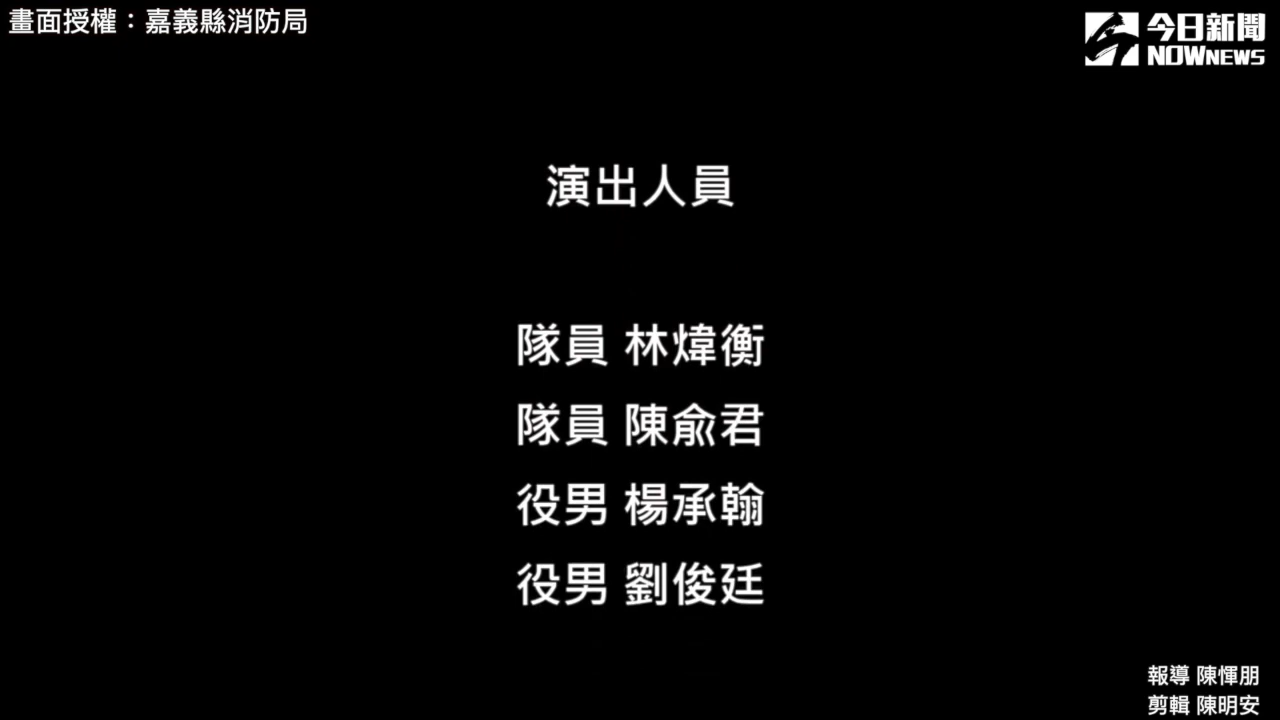 畫面授權：嘉義縣消防局
今日新聞
NOWNEWS
演出人員
隊員 林煒衡
隊員 陳俞君
役男 楊承翰
役男 劉俊廷
報導 陳惲朋
剪輯 陳明安